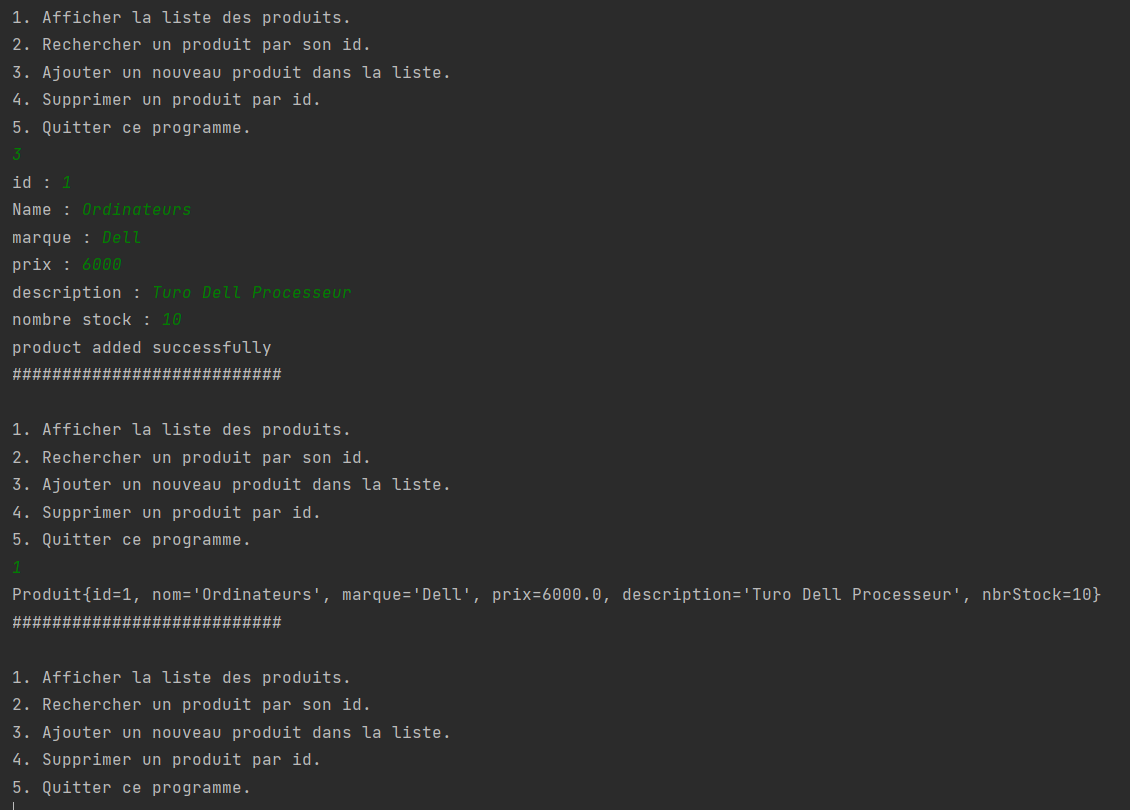 1. Afficher la liste des produits.
2. Rechercher un produit par son id.
3. Ajouter un nouveau produit dans la liste.
4. Supprimer un produit par id.
5. Quitter ce programme.
3
id : 1
Name : Ordinateurs
marque : Dell
prix : 6000
description : Turo Dell Processeur
nombre stock : 10
product added successfully
###########################
1. Afficher la liste des produits.
2. Rechercher un produit par son id.
3. Ajouter un nouveau produit dans la liste.
4. Supprimer un produit par id.
5. Quitter ce programme.
1
Produit{id=1, nom='Ordinateurs', marque='Dell', prix=6000.0, description='Turo Dell Processeur', nbrStock=10}
###########################
1. Afficher la liste des produits.
2. Rechercher un produit par son id.
3. Ajouter un nouveau produit dans la liste.
4. Supprimer un produit par id.
5. Quitter ce programme.